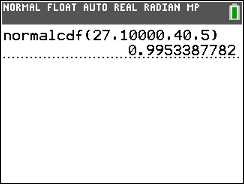 NORMAL FLOAT AUTO REAL RADIAN MP
normalcdf(27,10000,40,5)
0.9953387782